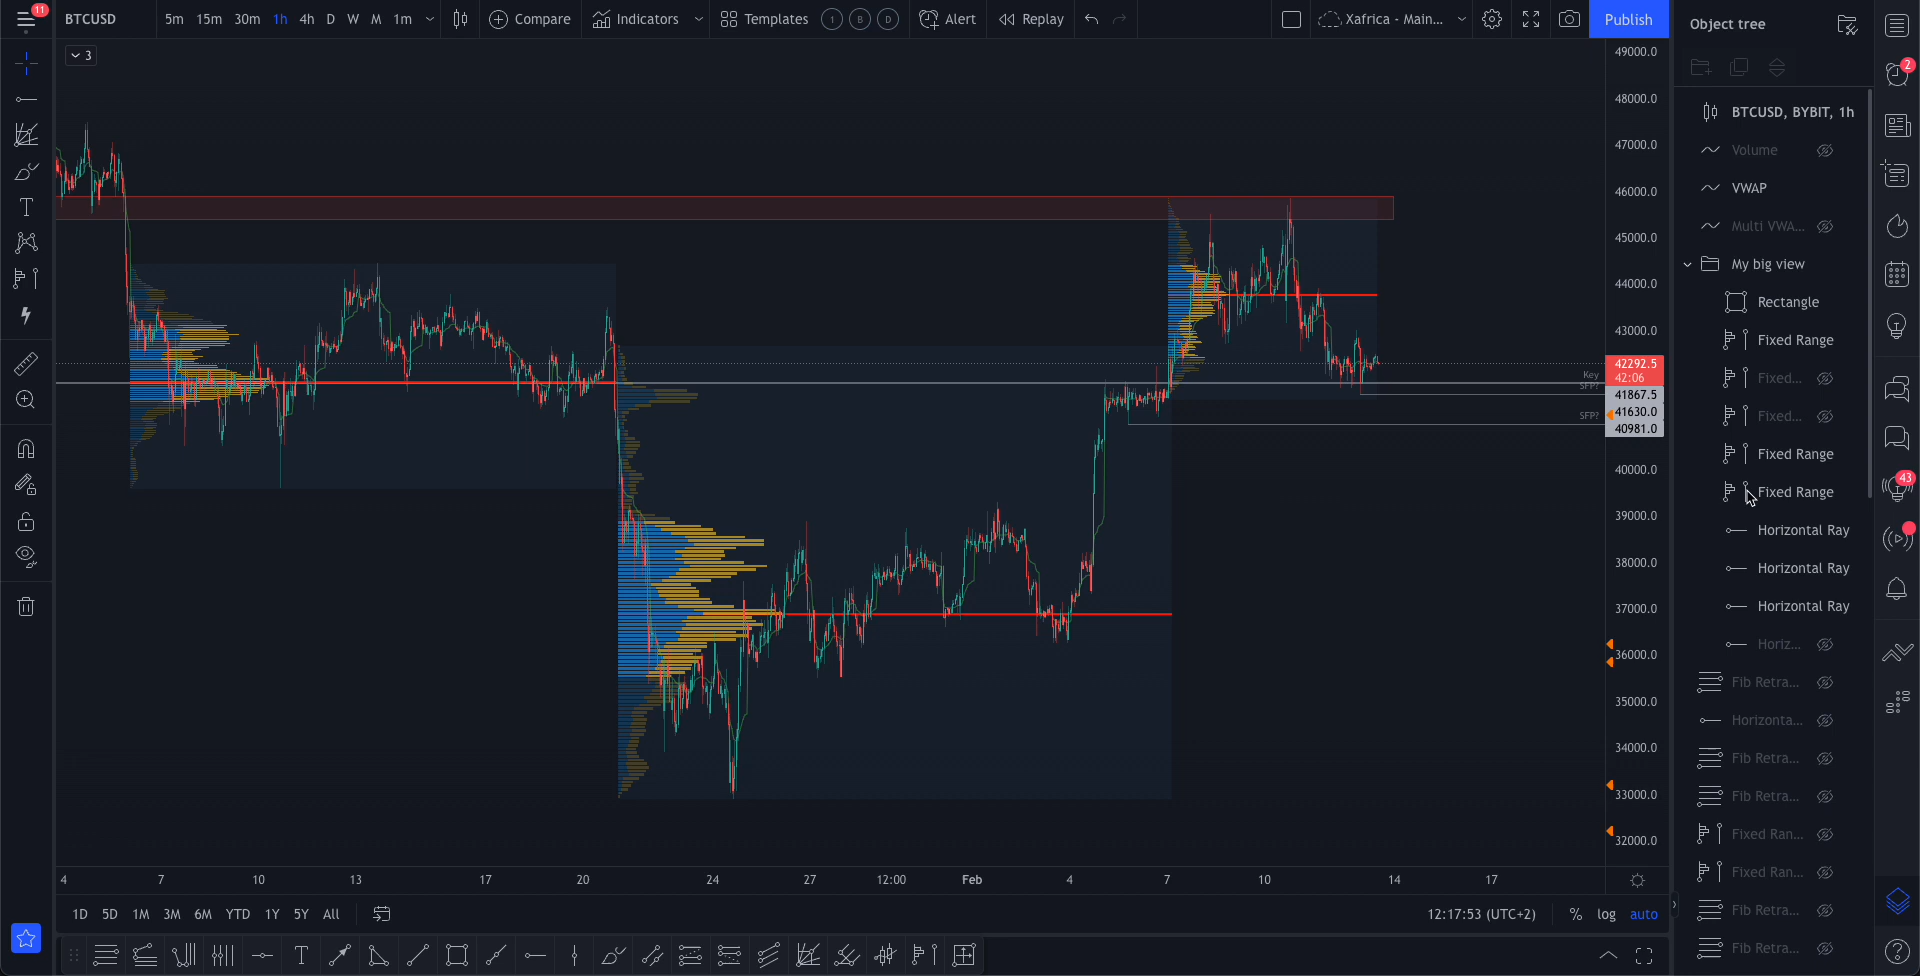 11
BTCUSD
5m 15m 30m 1h 4h D W M 1m
Compare
Indicators
Templates
1 B D
Alert
Replay
Xafrica - Main...
Publish
Object tree
3
2
43
49000.0
48000.0
47000.0
46000.0
45000.0
44000.0
43000.0
42292.5
42:06
41867.5
41630.0
40981.0
40000.0
39000.0
38000.0
37000.0
36000.0
35000.0
34000.0
33000.0
32000.0
Key
SFP?
SFP?
BTCUSD, BYBIT, 1h
Volume
VWAP
Multi VWA...
My big view
Rectangle
Fixed Range
Fixed...
Fixed...
Fixed Range
Fixed Range
Horizontal Ray
Horizontal Ray
Horizontal Ray
Horiz...
Fib Retra...
Horizonta...
Fib Retra...
Fib Retra...
Fixed Ran...
Fixed Ran...
Fib Retra...
Fib Retra...
4 7 10 13 17 20 24 27 12:00 Feb 4 7 10 14 17
1D 5D 1M 3M 6M YTD 1Y 5Y All
12:17:53 (UTC+2) % log auto